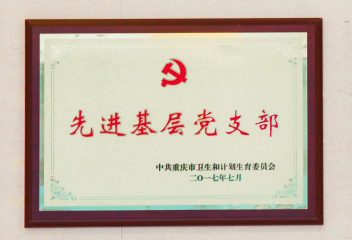 先进基层党支部
中共重庆市卫生和计划生育委员会
二〇一七年七月